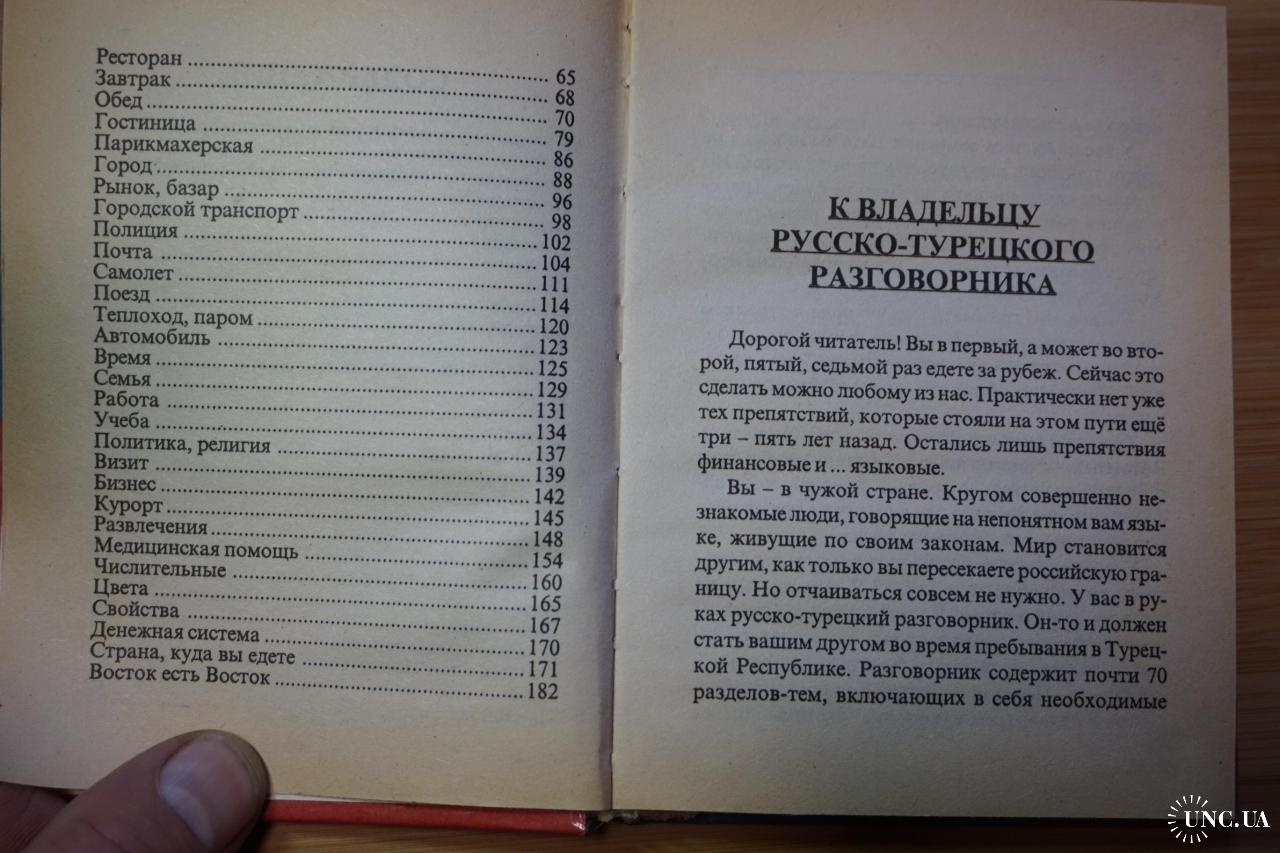 Ресторан ........ 65
Завтрак ........ 68
Обед ........ 70
Гостиница ........ 79
Парикмахерская ........ 86
Город ........ 88
Рынок, базар ........ 96
Городской транспорт ........ 98
Полиция ........ 102
Почта ........ 104
Самолет ........ 111
Поезд ........ 114
Теплоход, паром ........ 120
Автомобиль ........ 123
Время ........ 125
Семья ........ 129
Работа ........ 131
Учеба ........ 134
Политика, религия ........ 137
Визит ........ 139
Бизнес ........ 142
Курорт ........ 145
Развлечения ........ 148
Медицинская помощь ........ 154
Числительные ........ 160
Цвета ........ 165
Свойства ........ 167
Денежная система ........ 170
Страна, куда вы едете ........ 171
Восток есть Восток ........ 182
К ВЛАДЕЛЬЦУ
РУССКО-ТУРЕЦКОГО
РАЗГОВОРНИКА
Дорогой читатель! Вы в первый, а может во вто-
рой, пятый, седьмой раз едете за рубеж. Сейчас это
сделать можно любому из нас. Практически нет уже
тех препятствий, которые стояли на этом пути ещё
три – пять лет назад. Остались лишь препятствия
финансовые и ... языковые.
Вы – в чужой стране. Кругом совершенно не-
знакомые люди, говорящие на непонятном вам язы-
ке, живущие по своим законам. Мир становится
другим, как только вы пересекаете российскую гра-
ницу. Но отчаиваться совсем не нужно. У вас в ру-
ках русско-турецкий разговорник. Он-то и должен
стать вашим другом во время пребывания в Турец-
кой Республике. Разговорник содержит почти 70
разделов-тем, включающих в себя необходимые
UNC.UA